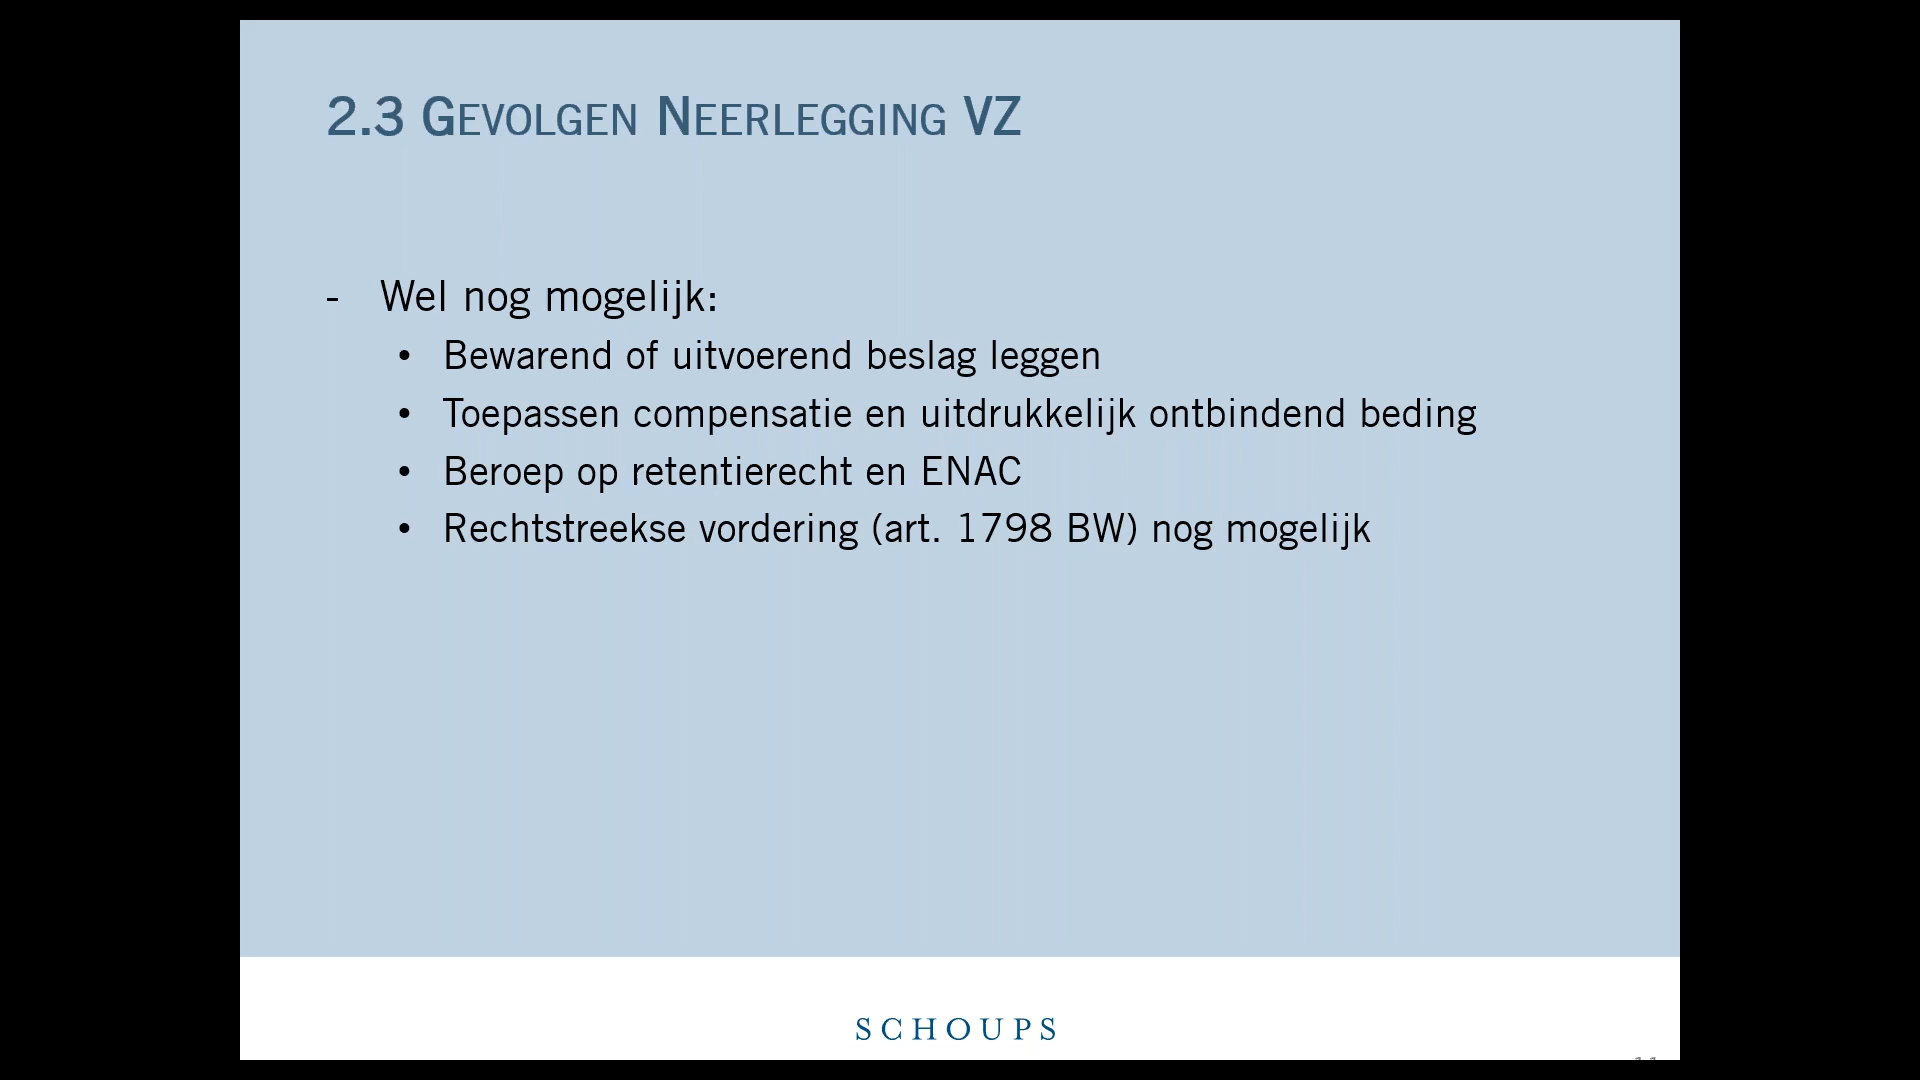 2.3 GEVOLGEN NEERLEGGING VZ
- Wel nog mogelijk:
• Bewarend of uitvoerend beslag leggen
• Toepassen compensatie en uitdrukkelijk ontbindend beding
• Beroep op retentierecht en ENAC
• Rechtstreekse vordering (art. 1798 BW) nog mogelijk
SCHOUPS